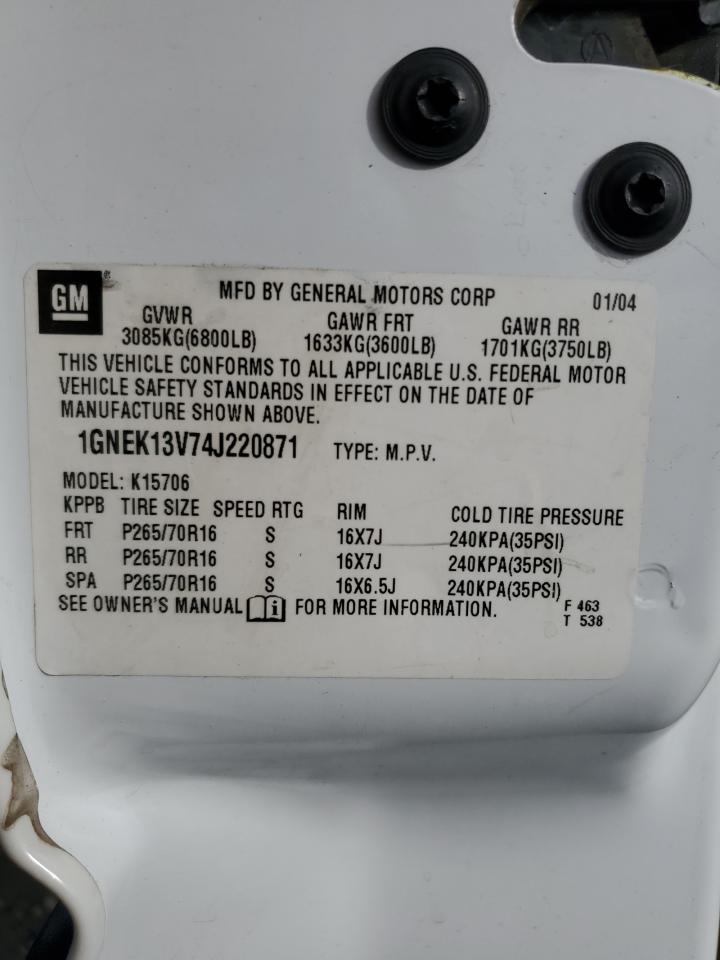 GM
MFD BY GENERAL MOTORS CORP 01/04
GVWR GAWR FRT GAWR RR
3085KG(6800LB) 1633KG(3600LB) 1701KG(3750LB)
THIS VEHICLE CONFORMS TO ALL APPLICABLE U.S. FEDERAL MOTOR
VEHICLE SAFETY STANDARDS IN EFFECT ON THE DATE OF
MANUFACTURE SHOWN ABOVE.
1GNEK13V74J220871 TYPE: M.P.V.
MODEL: K15706
KPPB TIRE SIZE SPEED RTG RIM COLD TIRE PRESSURE
FRT P265/70R16 S 16X7J 240KPA(35PSI)
RR P265/70R16 S 16X7J 240KPA(35PSI)
SPA P265/70R16 S 16X6.5J 240KPA(35PSI)
SEE OWNER'S MANUAL i FOR MORE INFORMATION. F 463
T 538